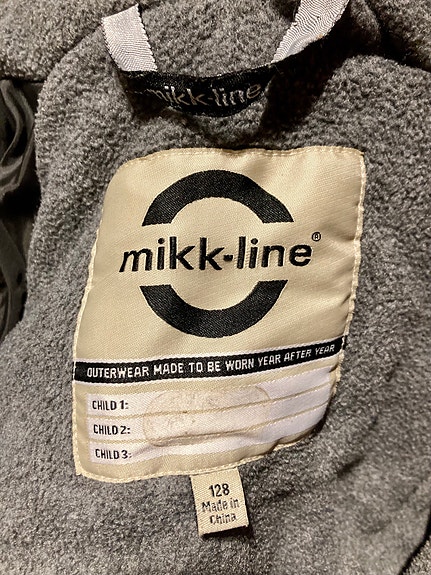 mikk-line
mikk-line®
OUTERWEAR MADE TO BE WORN YEAR AFTER YEAR
CHILD 1:
CHILD 2:
CHILD 3:
128
Made in
China